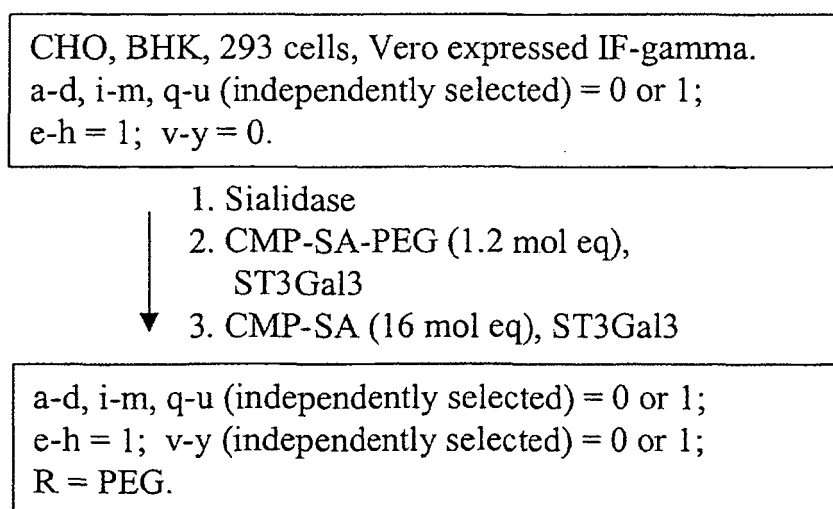 CHO, BHK, 293 cells, Vero expressed IF-gamma.
a-d, i-m, q-u (independently selected) = 0 or 1;
e-h = 1; v-y = 0.
1. Sialidase
2. CMP-SA-PEG (1.2 mol eq),
ST3Gal3
3. CMP-SA (16 mol eq), ST3Gal3
a-d, i-m, q-u (independently selected) = 0 or 1;
e-h = 1; v-y (independently selected) = 0 or 1;
R = PEG.